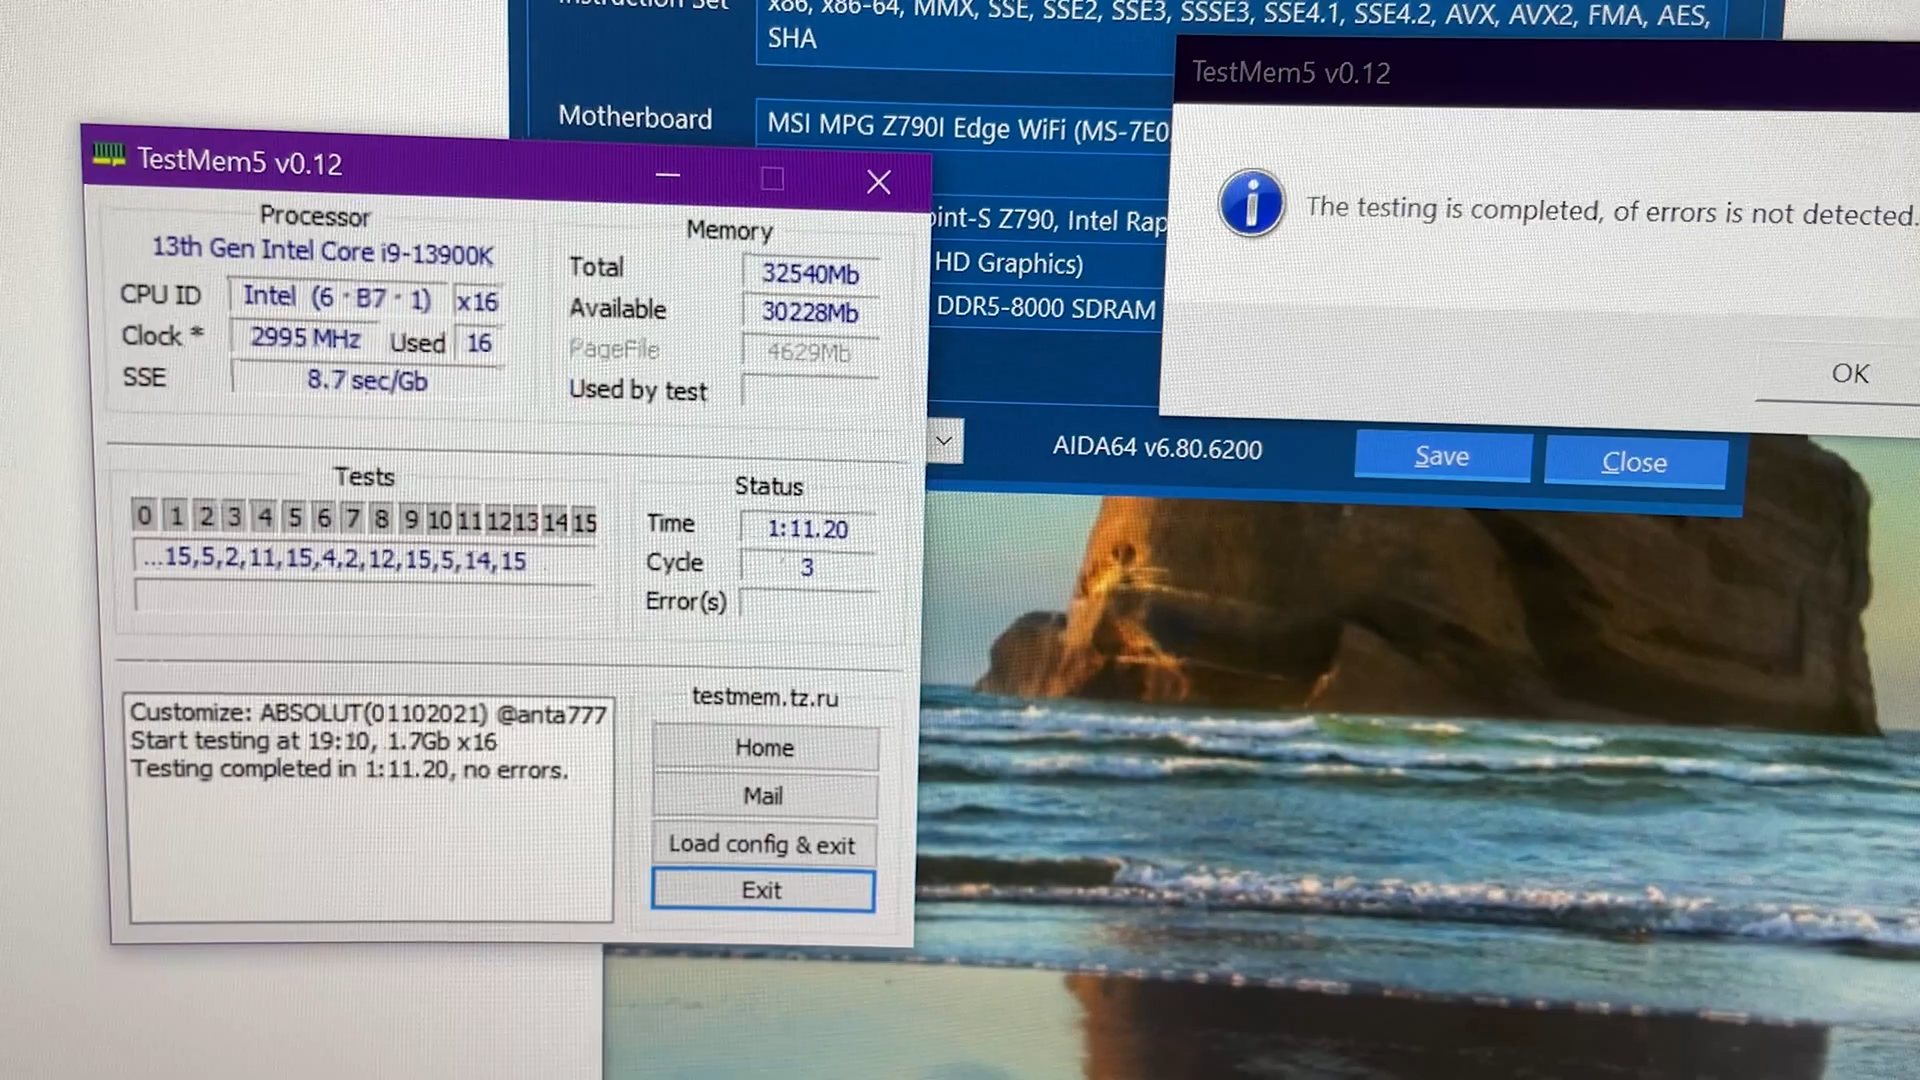 Instruction Set
x86, x86-64, MMX, SSE, SSE2, SSE3, SSSE3, SSE4.1, SSE4.2, AVX, AVX2, FMA, AES,
SHA
Motherboard
MSI MPG Z790I Edge WiFi (MS-7E0
int-S Z790, Intel Rap
HD Graphics)
DDR5-8000 SDRAM
AIDA64 v6.80.6200
Save
Close
TestMem5 v0.12
The testing is completed, of errors is not detected.
OK
TestMem5 v0.12
Processor
13th Gen Intel Core i9-13900K
CPU ID
Intel (6 · B7 · 1)
x16
Clock *
2995 MHz
Used
16
SSE
8.7 sec/Gb
Memory
Total
32540Mb
Available
30228Mb
PageFile
4629Mb
Used by test
Tests
0 1 2 3 4 5 6 7 8 9 10 11 12 13 14 15
...15,5,2,11,15,4,2,12,15,5,14,15
Status
Time
1:11.20
Cycle
3
Error(s)
Customize: ABSOLUT(01102021) @anta777
Start testing at 19:10, 1.7Gb x16
Testing completed in 1:11.20, no errors.
testmem.tz.ru
Home
Mail
Load config & exit
Exit